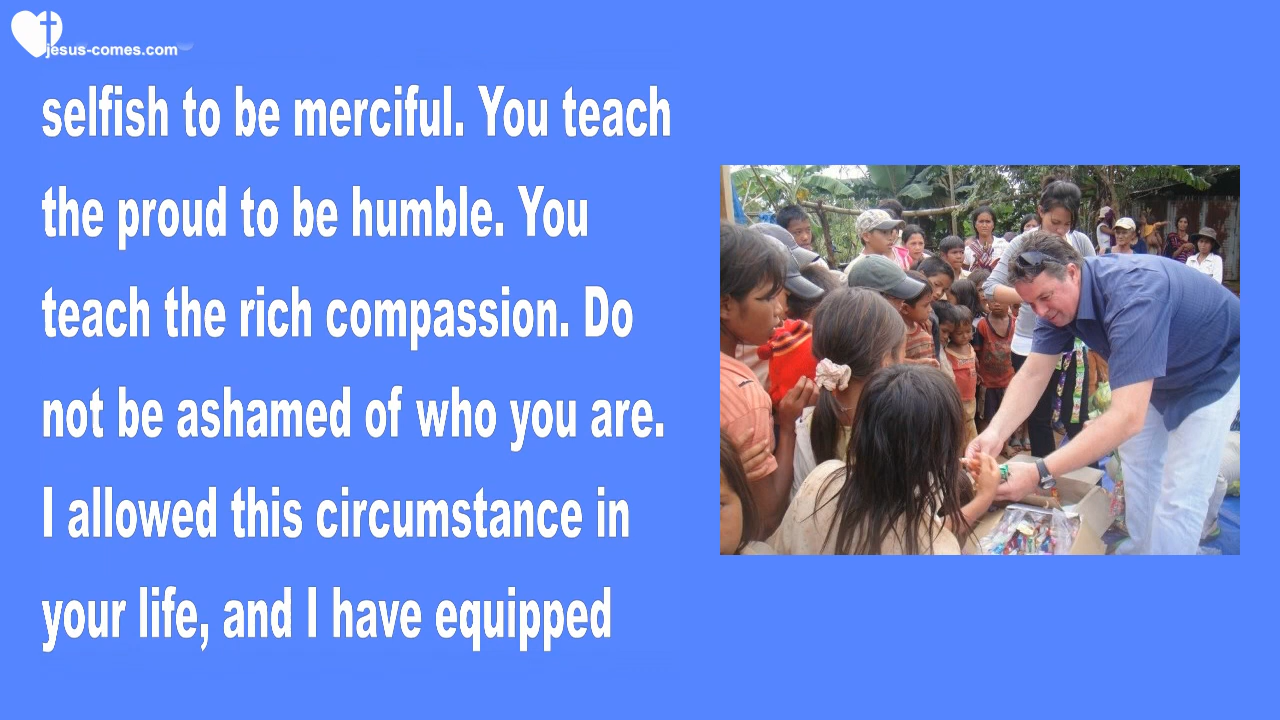 jesus-comes.com
selfish to be merciful. You teach
the proud to be humble. You
teach the rich compassion. Do
not be ashamed of who you are.
I allowed this circumstance in
your life, and I have equipped